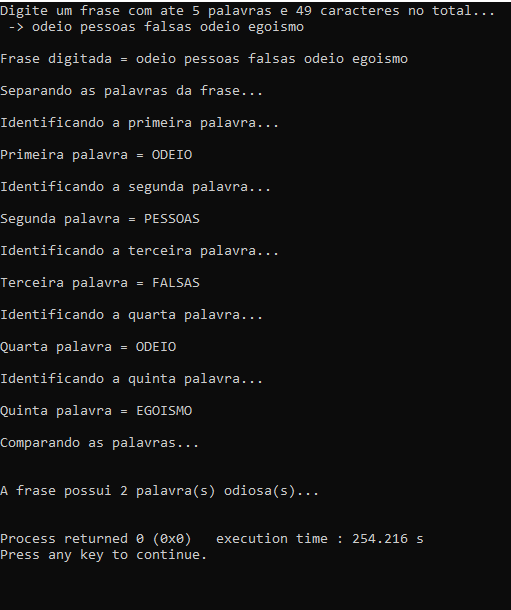 Digite um frase com ate 5 palavras e 49 caracteres no total...
-> odeio pessoas falsas odeio egoismo
Frase digitada = odeio pessoas falsas odeio egoismo
Separando as palavras da frase...
Identificando a primeira palavra...
Primeira palavra = ODEIO
Identificando a segunda palavra...
Segunda palavra = PESSOAS
Identificando a terceira palavra...
Terceira palavra = FALSAS
Identificando a quarta palavra...
Quarta palavra = ODEIO
Identificando a quinta palavra...
Quinta palavra = EGOISMO
Comparando as palavras...
A frase possui 2 palavra(s) odiosa(s)...
Process returned 0 (0x0)   execution time : 254.216 s
Press any key to continue.